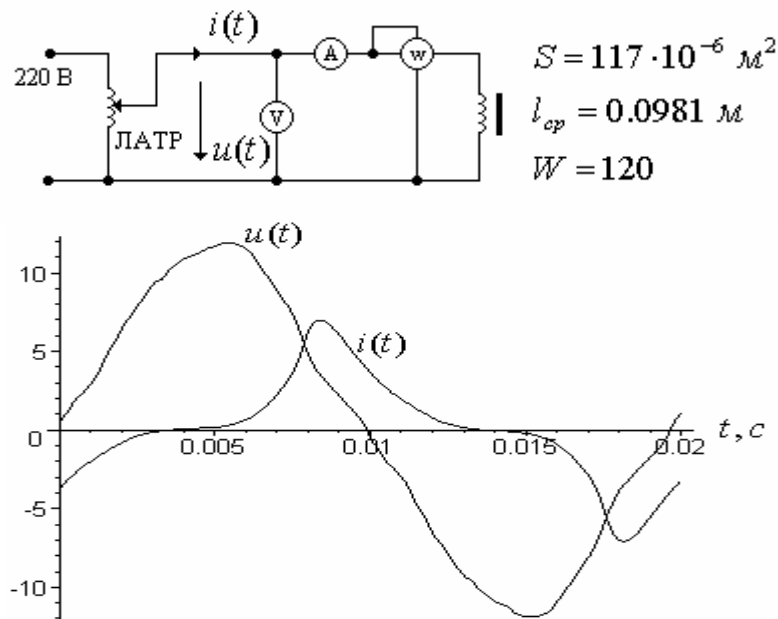 i(t)
220 В
ЛАТР
u(t)
A
V
w
S = 117 · 10⁻⁶ м²
l_ср = 0.0981 м
W = 120
u(t)
i(t)
10
5
0
-5
-10
0.005
0.01
0.015
0.02
t, c